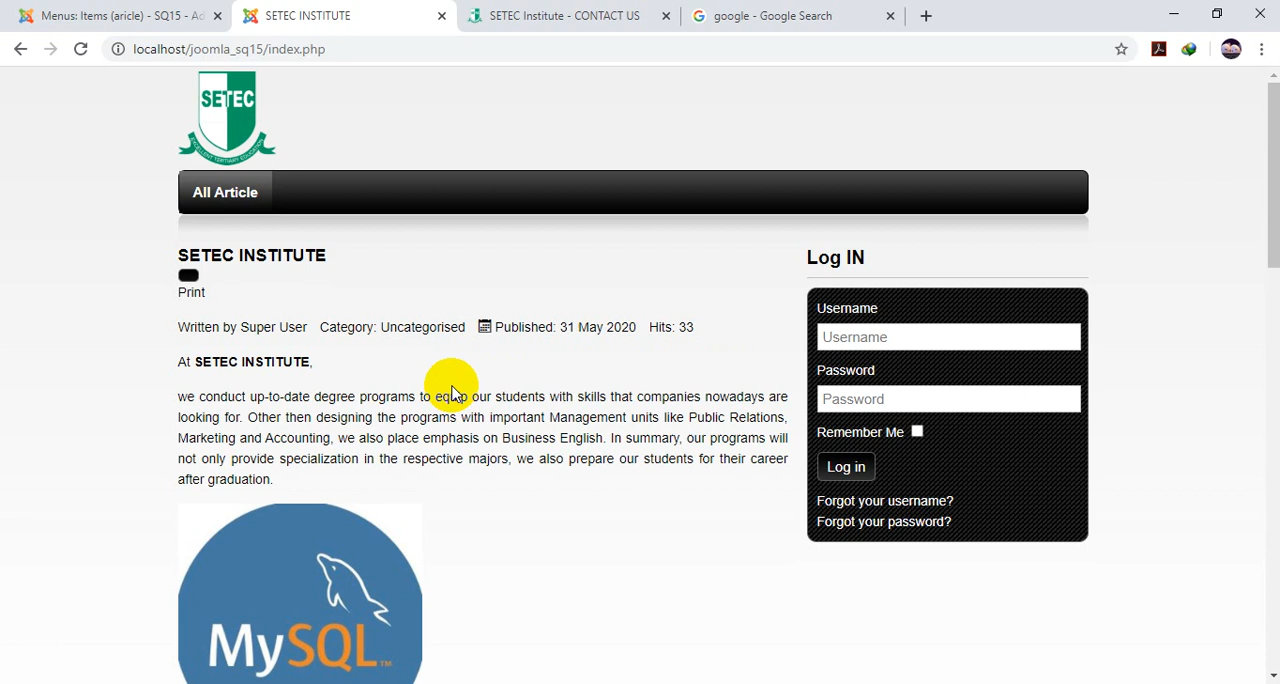 Menus: Items (aricle) - SQ15 - Ad
SETEC INSTITUTE
SETEC Institute - CONTACT US
google - Google Search
localhost/joomla_sq15/index.php
SETEC
EXCELLENT TERTIARY EDUCATION
All Article
SETEC INSTITUTE
Print
Written by Super User Category: Uncategorised Published: 31 May 2020 Hits: 33
At SETEC INSTITUTE,
we conduct up-to-date degree programs to equip our students with skills that companies nowadays are
looking for. Other then designing the programs with important Management units like Public Relations,
Marketing and Accounting, we also place emphasis on Business English. In summary, our programs will
not only provide specialization in the respective majors, we also prepare our students for their career
after graduation.
MySQL™
Log IN
Username
Username
Password
Password
Remember Me
Log in
Forgot your username?
Forgot your password?